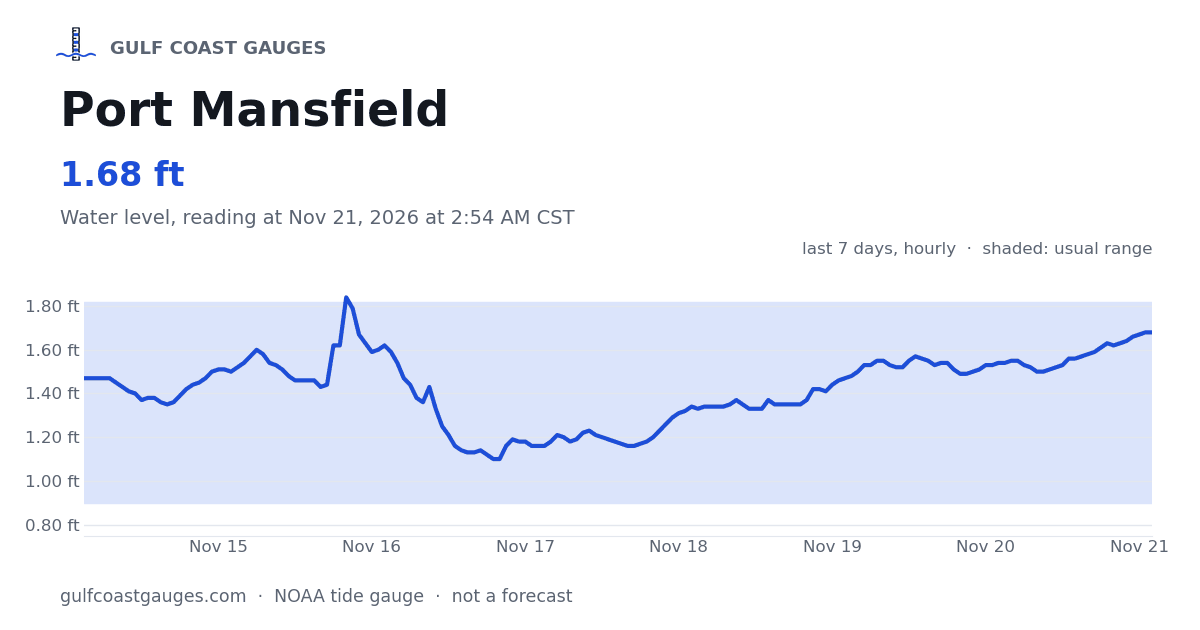 GULF COAST GAUGES
Port Mansfield
1.68 ft
Water level, reading at Nov 21, 2026 at 2:54 AM CST
last 7 days, hourly · shaded: usual range
1.80 ft
1.60 ft
1.40 ft
1.20 ft
1.00 ft
0.80 ft
Nov 15 Nov 16 Nov 17 Nov 18 Nov 19 Nov 20 Nov 21
gulfcoastgauges.com · NOAA tide gauge · not a forecast